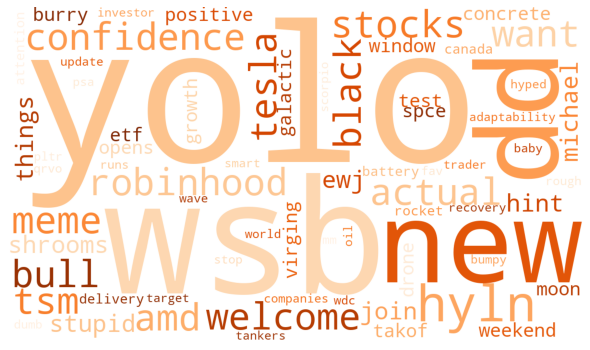 burry
investor
positive
stocks
concrete
want
attention
confidence
window
canada
update
yolo
psa
growth
tesla
galactic
black
test
spce
dd
hyped
adaptability
michael
baby
things
etf
opens
pltr
arvo
runs
smart
scorpio
battery
fav
trader
rough
robinhood
ewj
actual
wave
rocket
recovery
hint
meme
wsb
virging
new
shrooms
world
oil
drone
bumpy
bull
stop
moon
tsm
delivery
target
companies
wdc
join
hyln
dumb
stupid
amd
welcome
tankers
takof
weekend